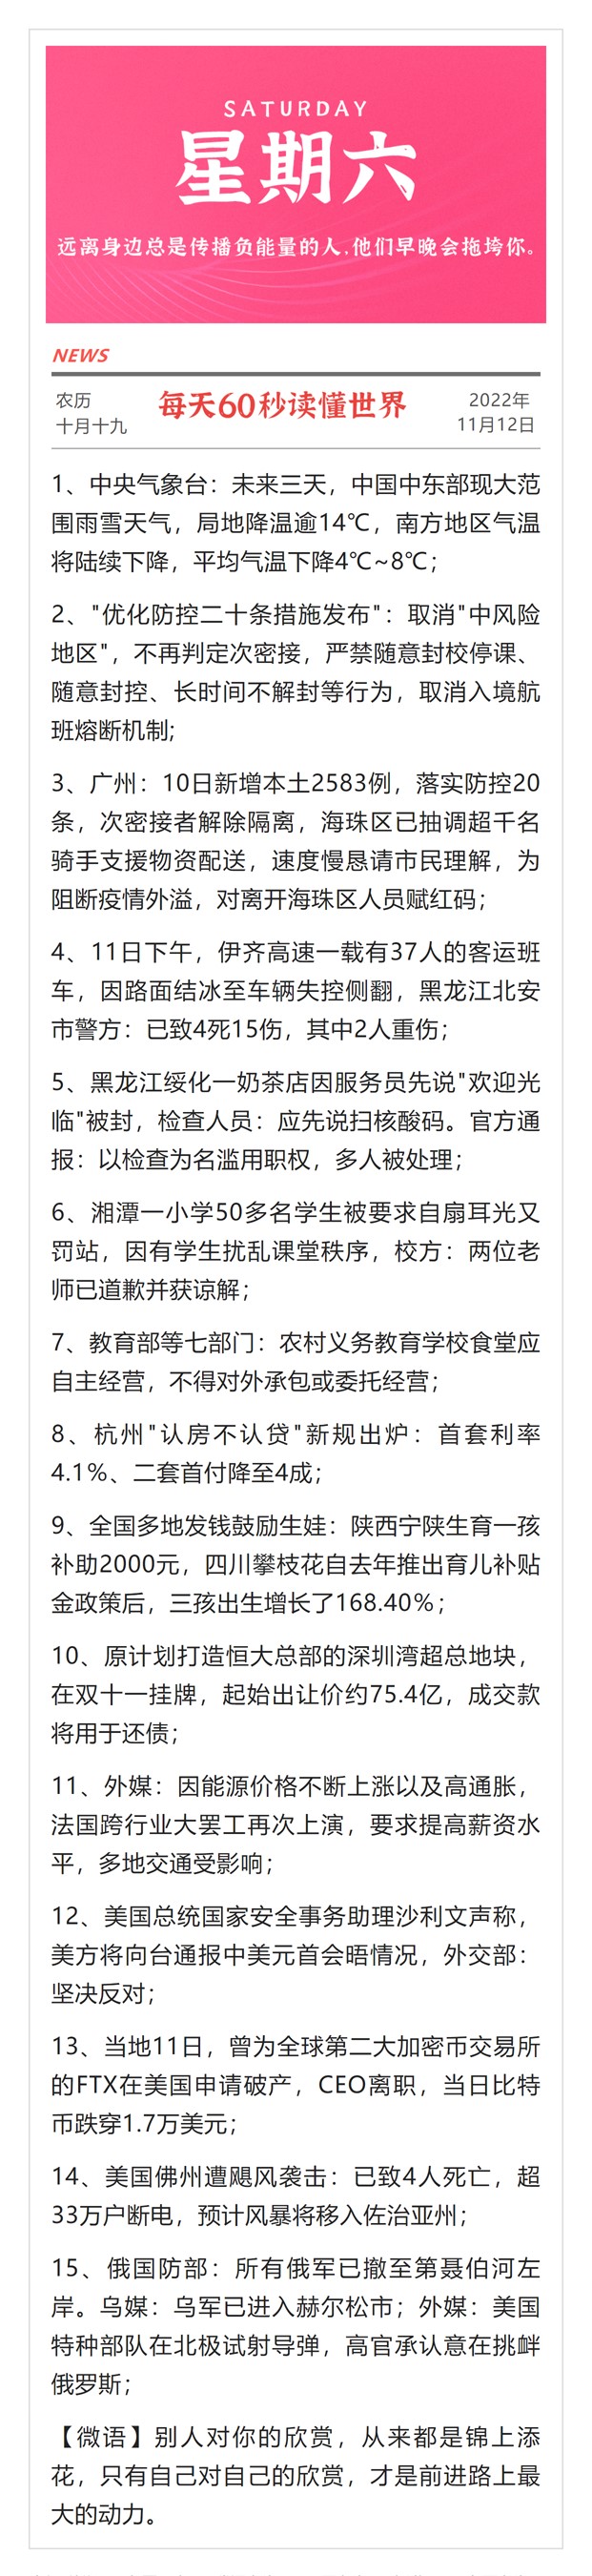 SATURDAY
星期六
远离身边总是传播负能量的人,他们早晚会拖垮你。
NEWS
农历
十月十九
每天60秒读懂世界
2022年
11月12日
1、中央气象台：未来三天，中国中东部现大范
围雨雪天气，局地降温逾14℃，南方地区气温
将陆续下降，平均气温下降4℃~8℃；
2、"优化防控二十条措施发布"：取消"中风险
地区"，不再判定次密接，严禁随意封校停课、
随意封控、长时间不解封等行为，取消入境航
班熔断机制;
3、广州：10日新增本土2583例，落实防控20
条，次密接者解除隔离，海珠区已抽调超千名
骑手支援物资配送，速度慢恳请市民理解，为
阻断疫情外溢，对离开海珠区人员赋红码；
4、11日下午，伊齐高速一载有37人的客运班
车，因路面结冰至车辆失控侧翻，黑龙江北安
市警方：已致4死15伤，其中2人重伤；
5、黑龙江绥化一奶茶店因服务员先说"欢迎光
临"被封，检查人员：应先说扫核酸码。官方通
报：以检查为名滥用职权，多人被处理；
6、湘潭一小学50多名学生被要求自扇耳光又
罚站，因有学生扰乱课堂秩序，校方：两位老
师已道歉并获谅解；
7、教育部等七部门：农村义务教育学校食堂应
自主经营，不得对外承包或委托经营；
8、杭州"认房不认贷"新规出炉：首套利率
4.1%、二套首付降至4成；
9、全国多地发钱鼓励生娃：陕西宁陕生育一孩
补助2000元，四川攀枝花自去年推出育儿补贴
金政策后，三孩出生增长了168.40%；
10、原计划打造恒大总部的深圳湾超总地块，
在双十一挂牌，起始出让价约75.4亿，成交款
将用于还债；
11、外媒：因能源价格不断上涨以及高通胀，
法国跨行业大罢工再次上演，要求提高薪资水
平，多地交通受影响；
12、美国总统国家安全事务助理沙利文声称，
美方将向台通报中美元首会晤情况，外交部：
坚决反对；
13、当地11日，曾为全球第二大加密币交易所
的FTX在美国申请破产，CEO离职，当日比特
币跌穿1.7万美元；
14、美国佛州遭飓风袭击：已致4人死亡，超
33万户断电，预计风暴将移入佐治亚州；
15、俄国防部：所有俄军已撤至第聂伯河左
岸。乌媒：乌军已进入赫尔松市；外媒：美国
特种部队在北极试射导弹，高官承认意在挑衅
俄罗斯；
【微语】别人对你的欣赏，从来都是锦上添
花，只有自己对自己的欣赏，才是前进路上最
大的动力。